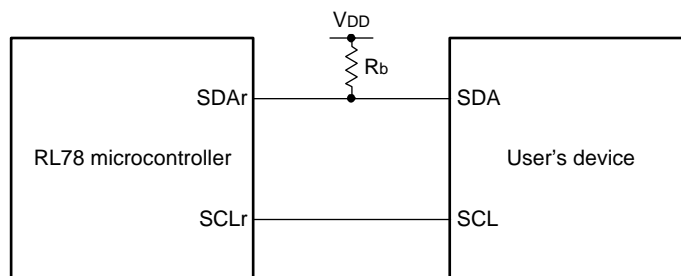 VDD
Rb
SDAr
SDA
RL78 microcontroller
User's device
SCLr
SCL